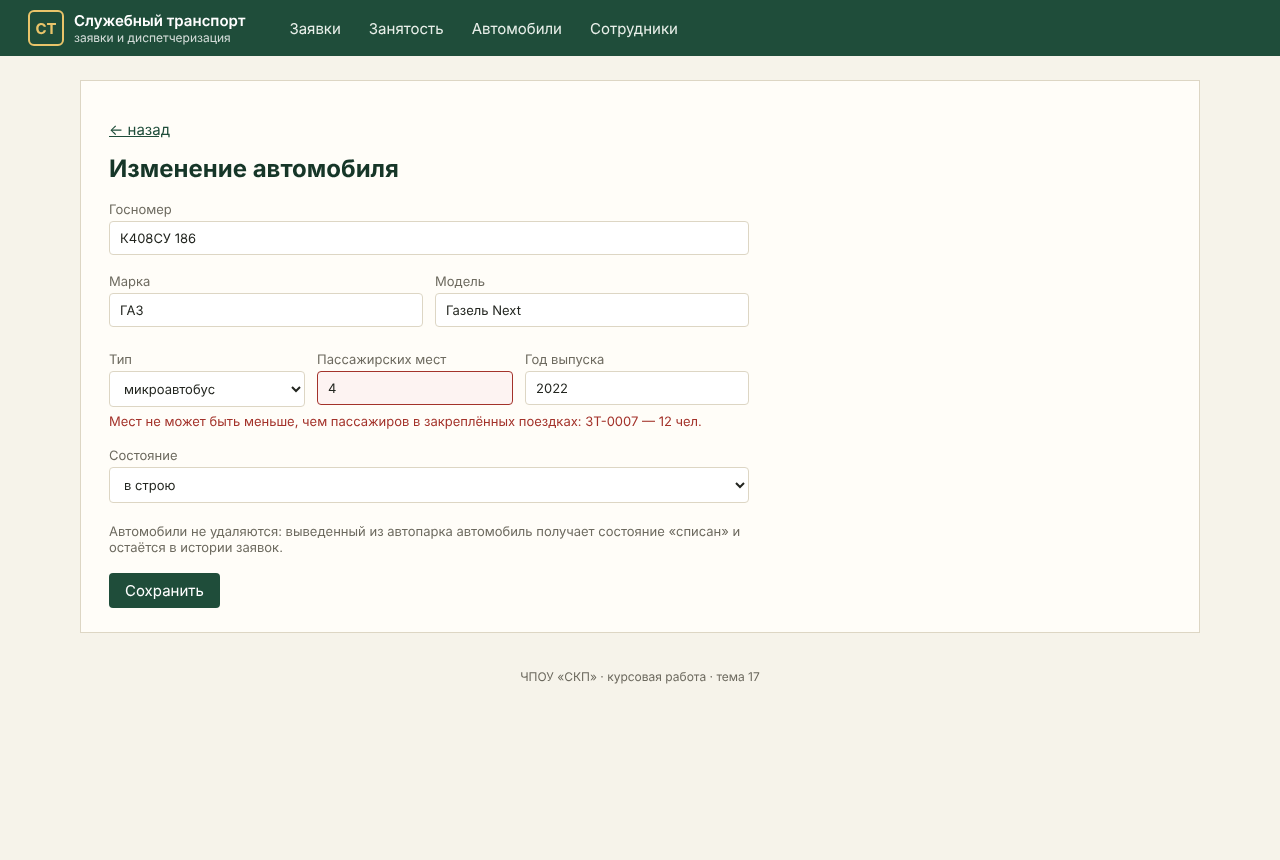 СТ
Служебный транспорт
заявки и диспетчеризация
Заявки Занятость Автомобили Сотрудники
← назад
Изменение автомобиля
Госномер
К408СУ 186
Марка Модель
ГАЗ Газель Next
Тип Пассажирских мест Год выпуска
микроавтобус 4 2022
Мест не может быть меньше, чем пассажиров в закреплённых поездках: ЗТ-0007 — 12 чел.
Состояние
в строю
Автомобили не удаляются: выведенный из автопарка автомобиль получает состояние «списан» и
остаётся в истории заявок.
Сохранить
ЧПОУ «СКП» · курсовая работа · тема 17